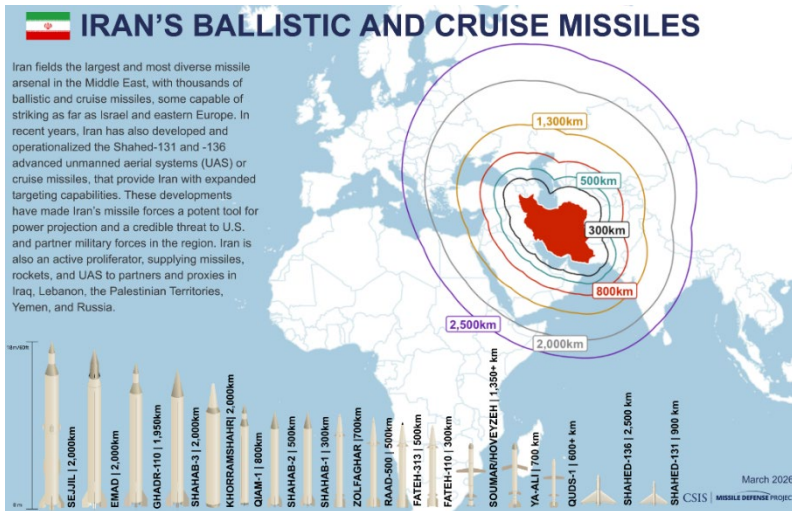 IRAN'S BALLISTIC AND CRUISE MISSILES
Iran fields the largest and most diverse missile
arsenal in the Middle East, with thousands of
ballistic and cruise missiles, some capable of
striking as far as Israel and eastern Europe. In
recent years, Iran has also developed and
operationalized the Shahed-131 and -136
advanced unmanned aerial systems (UAS) or
cruise missiles, that provide Iran with expanded
targeting capabilities. These developments
have made Iran's missile forces a potent tool for
power projection and a credible threat to U.S.
and partner military forces in the region. Iran is
also an active proliferator, supplying missiles,
rockets, and UAS to partners and proxies in
Iraq, Lebanon, the Palestinian Territories,
Yemen, and Russia.
1,300km
500km
300km
800km
2,500km
2,000km
0 m
SEJJIL | 2,000km
EMAD | 2,000km
GHADR-110 | 1,950km
SHAHAB-3 | 2,000km
KHORRAMSHAHR| 2,000km
QIAM-1 | 800km
SHAHAB-2 | 500km
SHAHAB-1 | 300km
ZOLFAGHAR |700km
RAAD-500 | 500km
FATEH-313 | 500km
FATEH-110 | 300km
SOUMAR/HOVEYZEH | 1,350+ km
YA-ALI | 700 km
QUDS-1 | 600+ km
SHAHED-136 | 2,500 km
SHAHED-131 | 900 km
March 2026
CSIS | MISSILE DEFENSE PROJECT